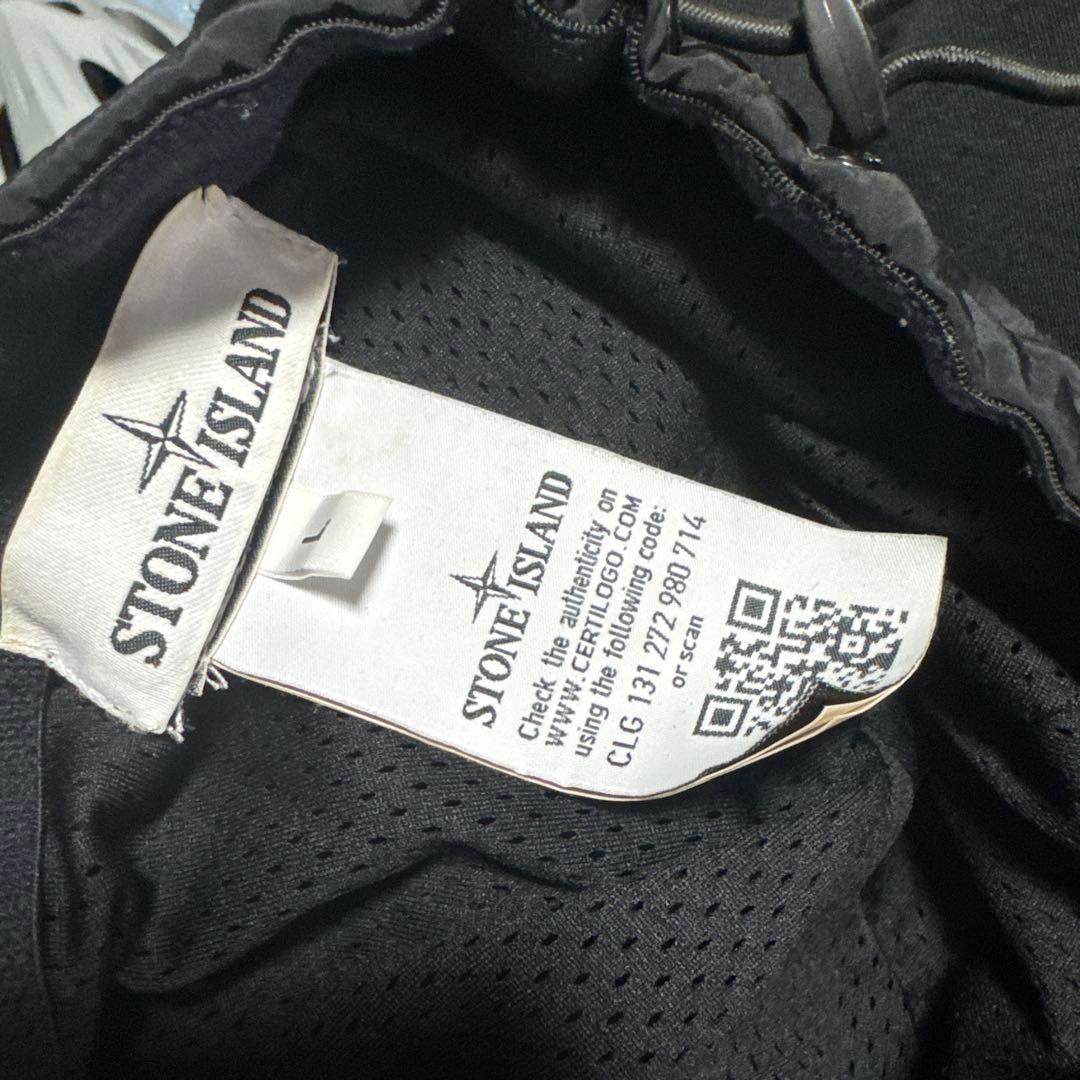 STONE ISLAND
L
STONE ISLAND
Check the authenticity on
WWW.CERTILOGO.COM
using the following code:
CLG 131 272 980 714
or scan